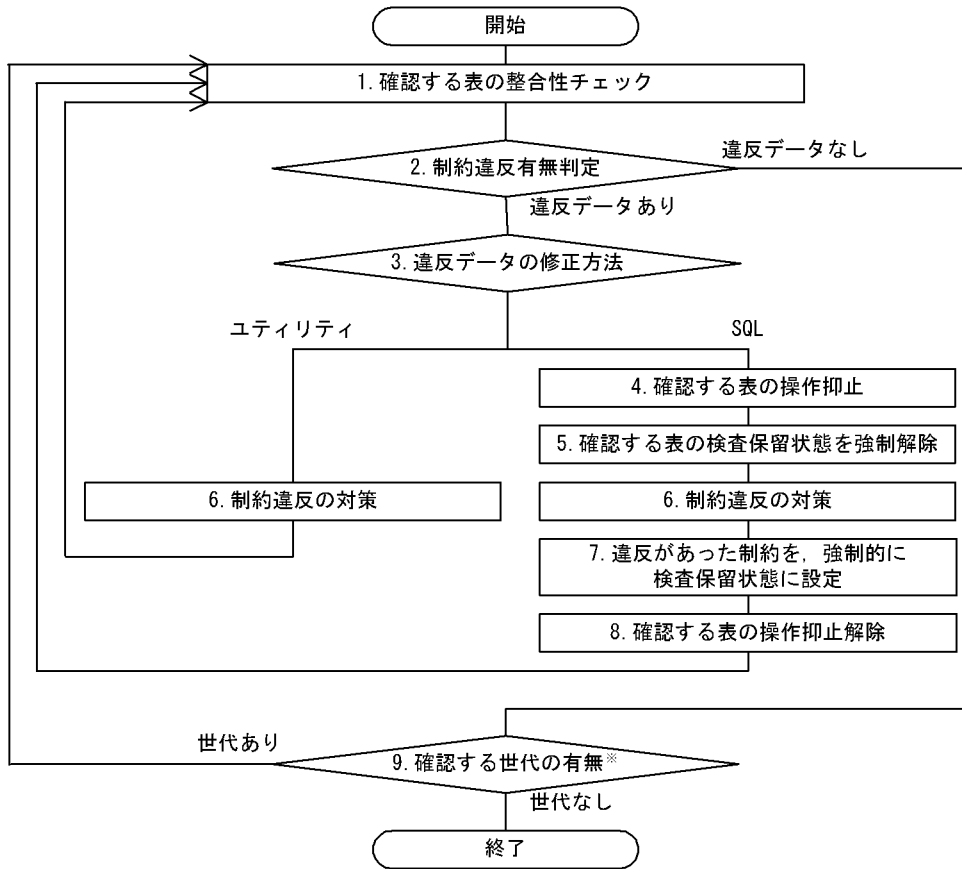 開始
1.確認する表の整合性チェック
違反データなし
2.制約違反有無判定
違反データあり
3.違反データの修正方法
ユティリティ
SQL
4.確認する表の操作抑止
5.確認する表の検査保留状態を強制解除
6.制約違反の対策
6.制約違反の対策
7.違反があった制約を，強制的に
検査保留状態に設定
8.確認する表の操作抑止解除
世代あり
9.確認する世代の有無※
世代なし
終了